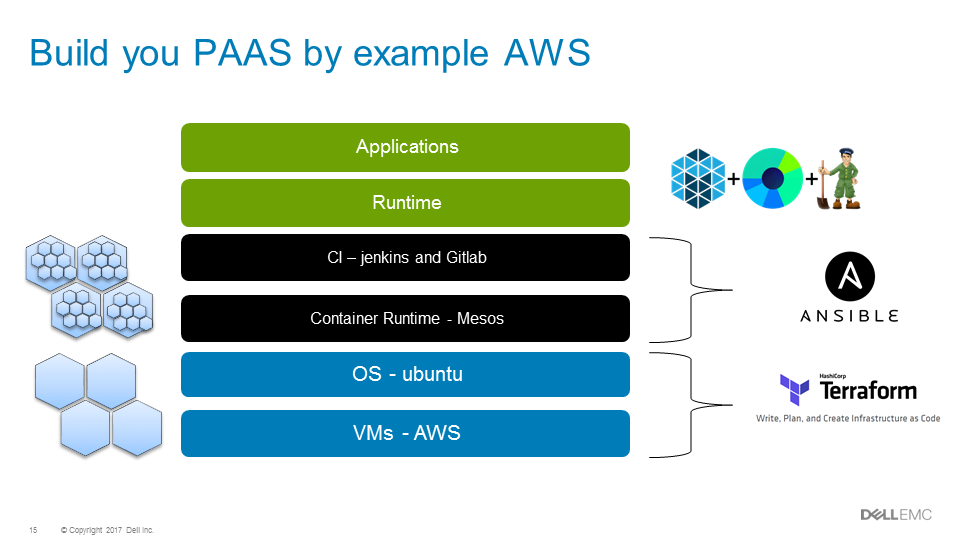 Build you PAAS by example AWS
Applications
Runtime
+ +
CI – jenkins and Gitlab
Container Runtime - Mesos
ANSIBLE
OS - ubuntu
VMs - AWS
HashiCorp
Terraform
Write, Plan, and Create Infrastructure as Code
15 © Copyright 2017 Dell Inc.
DELLEMC